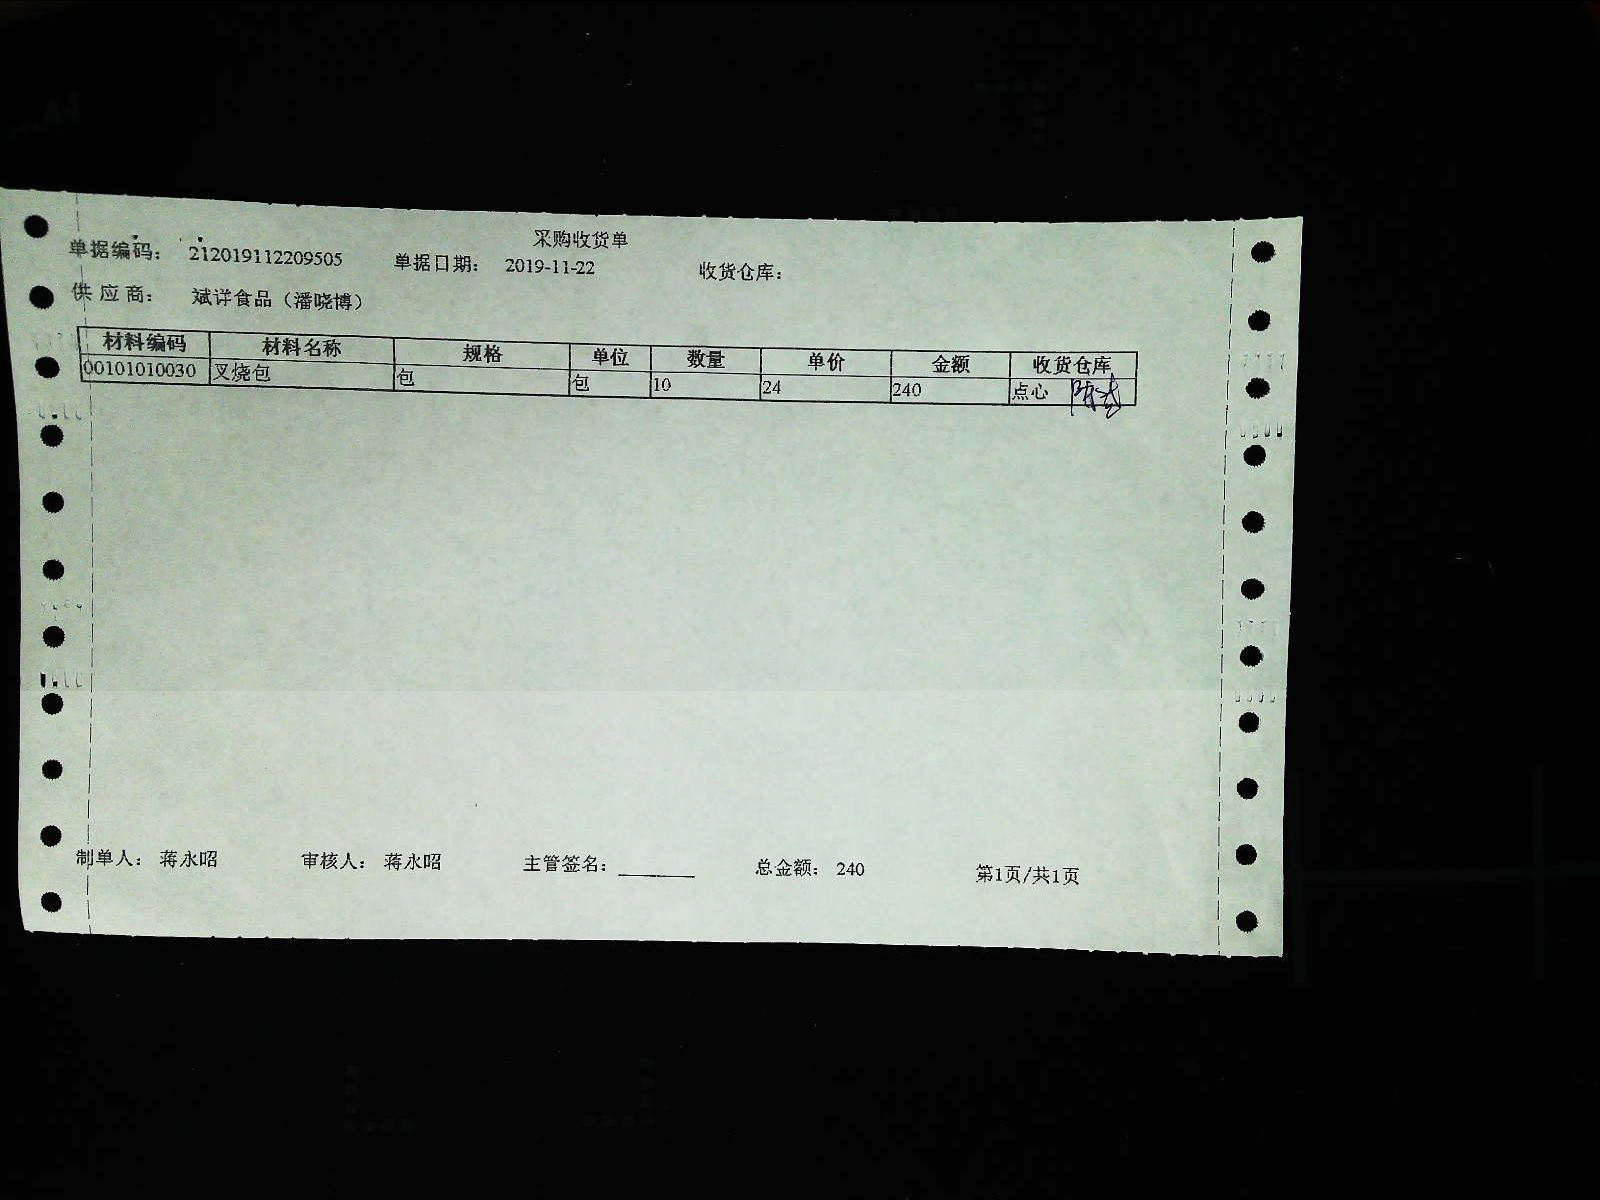 采购收货单
单据编码： 212019112209505 单据日期： 2019-11-22 收货仓库：
供 应 商： 斌详食品（潘晓博）
材料编码 材料名称 规格 单位 数量 单价 金额 收货仓库
00101010030 叉烧包 包 包 10 24 240 点心
制单人： 蒋永昭 审核人： 蒋永昭 主管签名： 总金额： 240 第1页/共1页